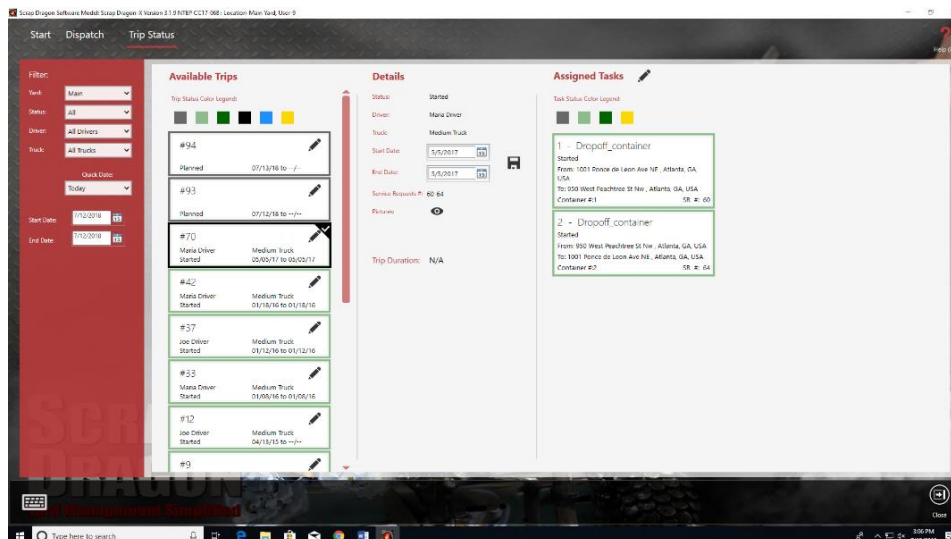 Scrap Dragon Software Model: Scrap Dragon-X Version 3.1.9 NTEP CC17-068 : Location-Main Yard, User-9
Start Dispatch Trip Status
Help
Filter:
Yard: Main
Status: All
Driver: All Drivers
Truck: All Trucks
Quick Date:
Today
Start Date: 7/12/2018
End Date: 7/12/2018
Available Trips
Trip Status Color Legend:
#94
Planned 07/13/16 to --/--
#93
Planned 07/12/16 to --/--
#70
Maria Driver Medium Truck
Started 05/05/17 to 05/05/17
#42
Maria Driver Medium Truck
Started 01/18/16 to 01/18/16
#37
Joe Driver Medium Truck
Started 01/12/16 to 01/12/16
#33
Maria Driver Medium Truck
Started 01/08/16 to 01/08/16
#12
Joe Driver Medium Truck
Started 04/13/15 to --/--
#9
Details
Status: Started
Driver: Maria Driver
Truck: Medium Truck
Start Date: 5/5/2017
End Date: 5/5/2017
Service Requests #: 60 64
Pictures:
Trip Duration: N/A
Assigned Tasks
Task Status Color Legend:
1 - Dropoff_container
Started
From: 1001 Ponce de Leon Ave NE , Atlanta, GA,
USA
To: 950 West Peachtree St Nw , Atlanta, GA, USA
Container #:1 SR #: 60
2 - Dropoff_container
Started
From: 950 West Peachtree St Nw , Atlanta, GA, USA
To: 1001 Ponce de Leon Ave NE , Atlanta, GA, USA
Container #:2 SR #: 64
SCRAP
DRAGON
Management Simplified
Close
Type here to search
3:06 PM